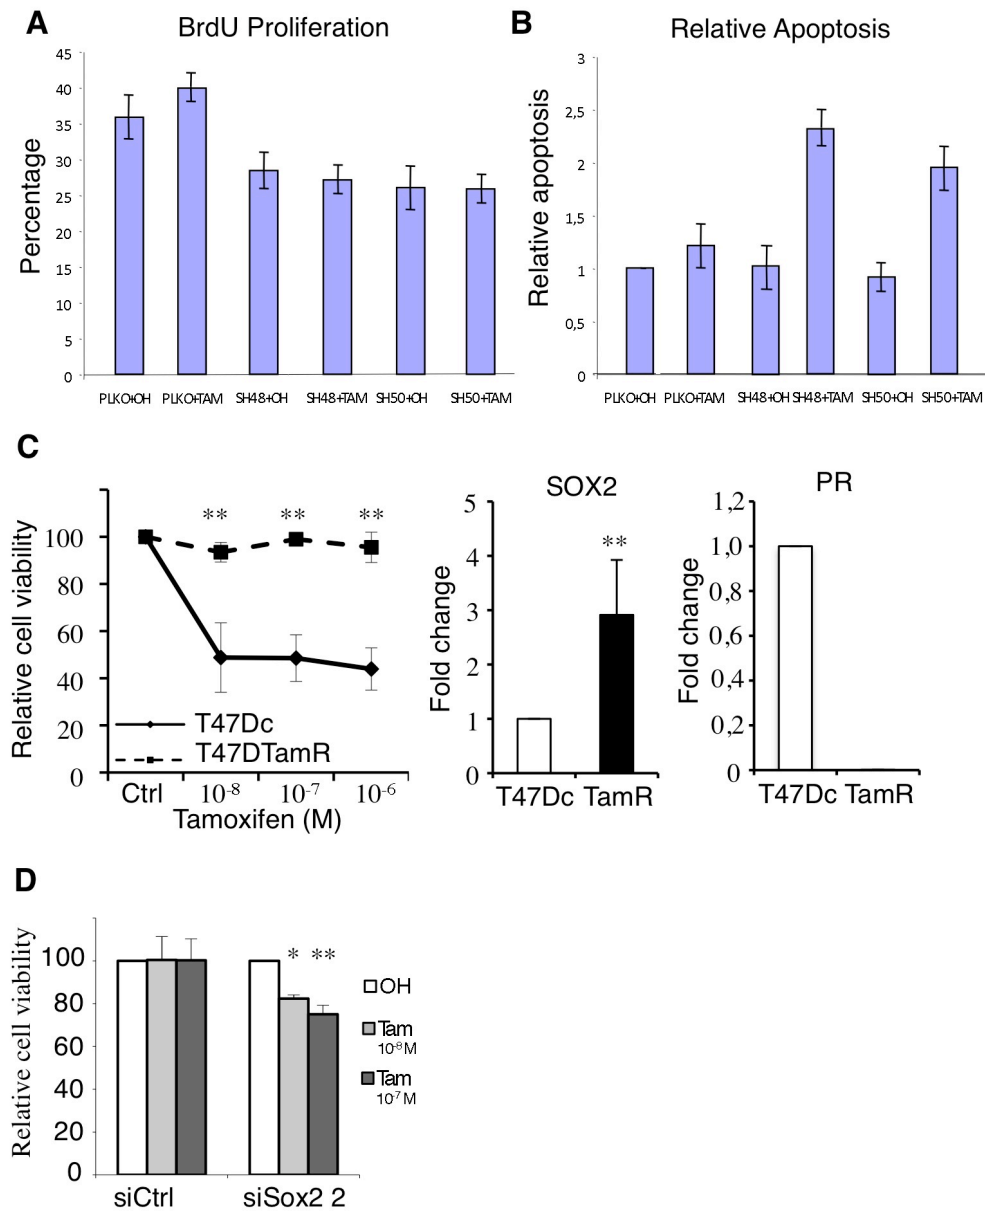 A
BrdU Proliferation
Percentage
45
40
35
30
25
20
15
10
5
0
PLKO+OH PLKO+TAM SH48+OH SH48+TAM SH50+OH SH50+TAM
B
Relative Apoptosis
Relative apoptosis
3
2,5
2
1,5
1
0,5
0
PLKO+OH PLKO+TAM SH48+OH SH48+TAM SH50+OH SH50+TAM
C
Relative cell viability
100
80
60
40
20
0
** ** **
T47Dc
T47DTamR
Ctrl 10-8 10-7 10-6
Tamoxifen (M)
SOX2
Fold change
5
4
3
2
1
0
**
T47Dc TamR
PR
Fold change
1,2
1,0
0,8
0,6
0,4
0,2
0
T47Dc TamR
D
Relative cell viability
100
80
60
40
20
0
* **
siCtrl siSox2 2
OH
Tam
10-8 M
Tam
10-7 M